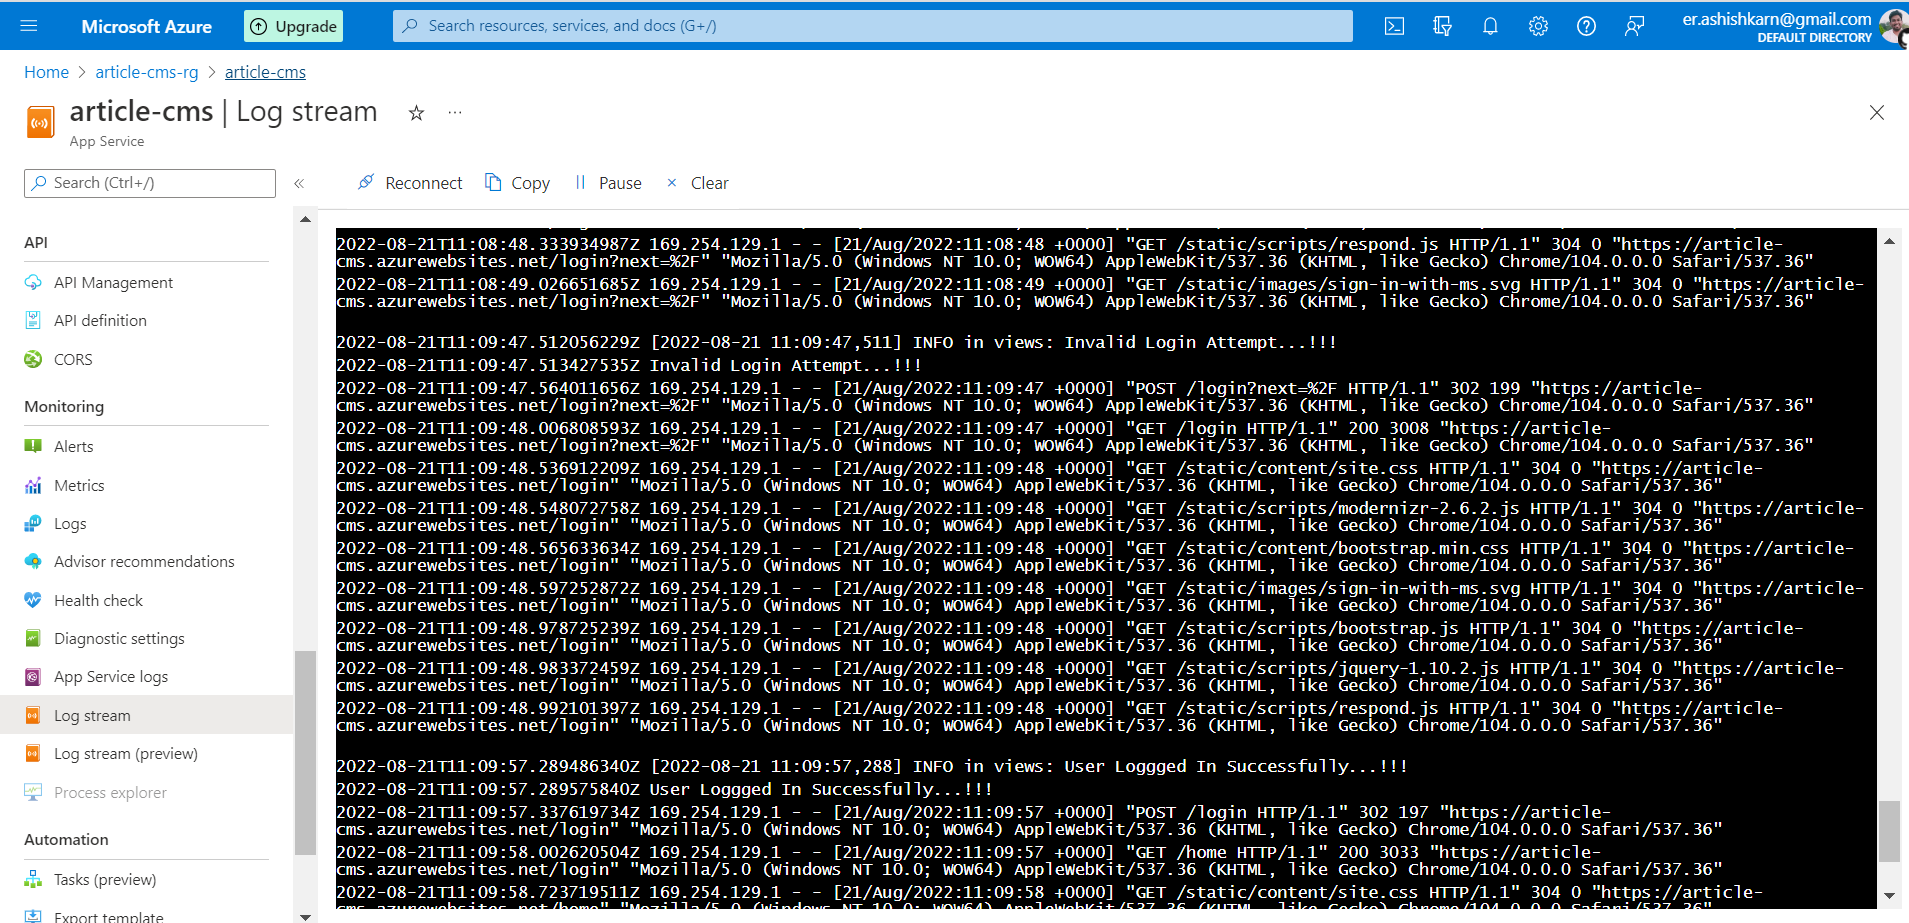 Microsoft Azure
Upgrade
Search resources, services, and docs (G+/)
er.ashishkarn@gmail.com
DEFAULT DIRECTORY
Home > article-cms-rg > article-cms
article-cms | Log stream
App Service
Search (Ctrl+/)
Reconnect
Copy
Pause
Clear
API
API Management
API definition
CORS
Monitoring
Alerts
Metrics
Logs
Advisor recommendations
Health check
Diagnostic settings
App Service logs
Log stream
Log stream (preview)
Process explorer
Automation
Tasks (preview)
Export template
2022-08-21T11:08:48.333934987Z 169.254.129.1 - - [21/Aug/2022:11:08:48 +0000] "GET /static/scripts/respond.js HTTP/1.1" 304 0 "https://article-
cms.azurewebsites.net/login?next=%2F" "Mozilla/5.0 (Windows NT 10.0; WOW64) AppleWebKit/537.36 (KHTML, like Gecko) Chrome/104.0.0.0 Safari/537.36"
2022-08-21T11:08:49.026651685Z 169.254.129.1 - - [21/Aug/2022:11:08:49 +0000] "GET /static/images/sign-in-with-ms.svg HTTP/1.1" 304 0 "https://article-
cms.azurewebsites.net/login?next=%2F" "Mozilla/5.0 (Windows NT 10.0; WOW64) AppleWebKit/537.36 (KHTML, like Gecko) Chrome/104.0.0.0 Safari/537.36"
2022-08-21T11:09:47.512056229Z [2022-08-21 11:09:47,511] INFO in views: Invalid Login Attempt...!!!
2022-08-21T11:09:47.513427535Z Invalid Login Attempt...!!!
2022-08-21T11:09:47.564011656Z 169.254.129.1 - - [21/Aug/2022:11:09:47 +0000] "POST /login?next=%2F HTTP/1.1" 302 199 "https://article-
cms.azurewebsites.net/login?next=%2F" "Mozilla/5.0 (Windows NT 10.0; WOW64) AppleWebKit/537.36 (KHTML, like Gecko) Chrome/104.0.0.0 Safari/537.36"
2022-08-21T11:09:48.006808593Z 169.254.129.1 - - [21/Aug/2022:11:09:47 +0000] "GET /login HTTP/1.1" 200 3008 "https://article-
cms.azurewebsites.net/login?next=%2F" "Mozilla/5.0 (Windows NT 10.0; WOW64) AppleWebKit/537.36 (KHTML, like Gecko) Chrome/104.0.0.0 Safari/537.36"
2022-08-21T11:09:48.536912209Z 169.254.129.1 - - [21/Aug/2022:11:09:48 +0000] "GET /static/content/site.css HTTP/1.1" 304 0 "https://article-
cms.azurewebsites.net/login" "Mozilla/5.0 (Windows NT 10.0; WOW64) AppleWebKit/537.36 (KHTML, like Gecko) Chrome/104.0.0.0 Safari/537.36"
2022-08-21T11:09:48.548072758Z 169.254.129.1 - - [21/Aug/2022:11:09:48 +0000] "GET /static/scripts/modernizr-2.6.2.js HTTP/1.1" 304 0 "https://article-
cms.azurewebsites.net/login" "Mozilla/5.0 (Windows NT 10.0; WOW64) AppleWebKit/537.36 (KHTML, like Gecko) Chrome/104.0.0.0 Safari/537.36"
2022-08-21T11:09:48.565633634Z 169.254.129.1 - - [21/Aug/2022:11:09:48 +0000] "GET /static/content/bootstrap.min.css HTTP/1.1" 304 0 "https://article-
cms.azurewebsites.net/login" "Mozilla/5.0 (Windows NT 10.0; WOW64) AppleWebKit/537.36 (KHTML, like Gecko) Chrome/104.0.0.0 Safari/537.36"
2022-08-21T11:09:48.597252872Z 169.254.129.1 - - [21/Aug/2022:11:09:48 +0000] "GET /static/images/sign-in-with-ms.svg HTTP/1.1" 304 0 "https://article-
cms.azurewebsites.net/login" "Mozilla/5.0 (Windows NT 10.0; WOW64) AppleWebKit/537.36 (KHTML, like Gecko) Chrome/104.0.0.0 Safari/537.36"
2022-08-21T11:09:48.978725239Z 169.254.129.1 - - [21/Aug/2022:11:09:48 +0000] "GET /static/scripts/bootstrap.js HTTP/1.1" 304 0 "https://article-
cms.azurewebsites.net/login" "Mozilla/5.0 (Windows NT 10.0; WOW64) AppleWebKit/537.36 (KHTML, like Gecko) Chrome/104.0.0.0 Safari/537.36"
2022-08-21T11:09:48.983372459Z 169.254.129.1 - - [21/Aug/2022:11:09:48 +0000] "GET /static/scripts/jquery-1.10.2.js HTTP/1.1" 304 0 "https://article-
cms.azurewebsites.net/login" "Mozilla/5.0 (Windows NT 10.0; WOW64) AppleWebKit/537.36 (KHTML, like Gecko) Chrome/104.0.0.0 Safari/537.36"
2022-08-21T11:09:48.992101397Z 169.254.129.1 - - [21/Aug/2022:11:09:48 +0000] "GET /static/scripts/respond.js HTTP/1.1" 304 0 "https://article-
cms.azurewebsites.net/login" "Mozilla/5.0 (Windows NT 10.0; WOW64) AppleWebKit/537.36 (KHTML, like Gecko) Chrome/104.0.0.0 Safari/537.36"
2022-08-21T11:09:57.289486340Z [2022-08-21 11:09:57,288] INFO in views: User Loggged In Successfully...!!!
2022-08-21T11:09:57.289575840Z User Loggged In Successfully...!!!
2022-08-21T11:09:57.337619734Z 169.254.129.1 - - [21/Aug/2022:11:09:57 +0000] "POST /login HTTP/1.1" 302 197 "https://article-
cms.azurewebsites.net/login" "Mozilla/5.0 (Windows NT 10.0; WOW64) AppleWebKit/537.36 (KHTML, like Gecko) Chrome/104.0.0.0 Safari/537.36"
2022-08-21T11:09:58.002620504Z 169.254.129.1 - - [21/Aug/2022:11:09:57 +0000] "GET /home HTTP/1.1" 200 3033 "https://article-
cms.azurewebsites.net/login" "Mozilla/5.0 (Windows NT 10.0; WOW64) AppleWebKit/537.36 (KHTML, like Gecko) Chrome/104.0.0.0 Safari/537.36"
2022-08-21T11:09:58.723719511Z 169.254.129.1 - - [21/Aug/2022:11:09:58 +0000] "GET /static/content/site.css HTTP/1.1" 304 0 "https://article-
cms.azurewebsites.net/home" "Mozilla/5.0 (Windows NT 10.0; WOW64) AppleWebKit/537.36 (KHTML, like Gecko) Chrome/104.0.0.0 Safari/537.36"